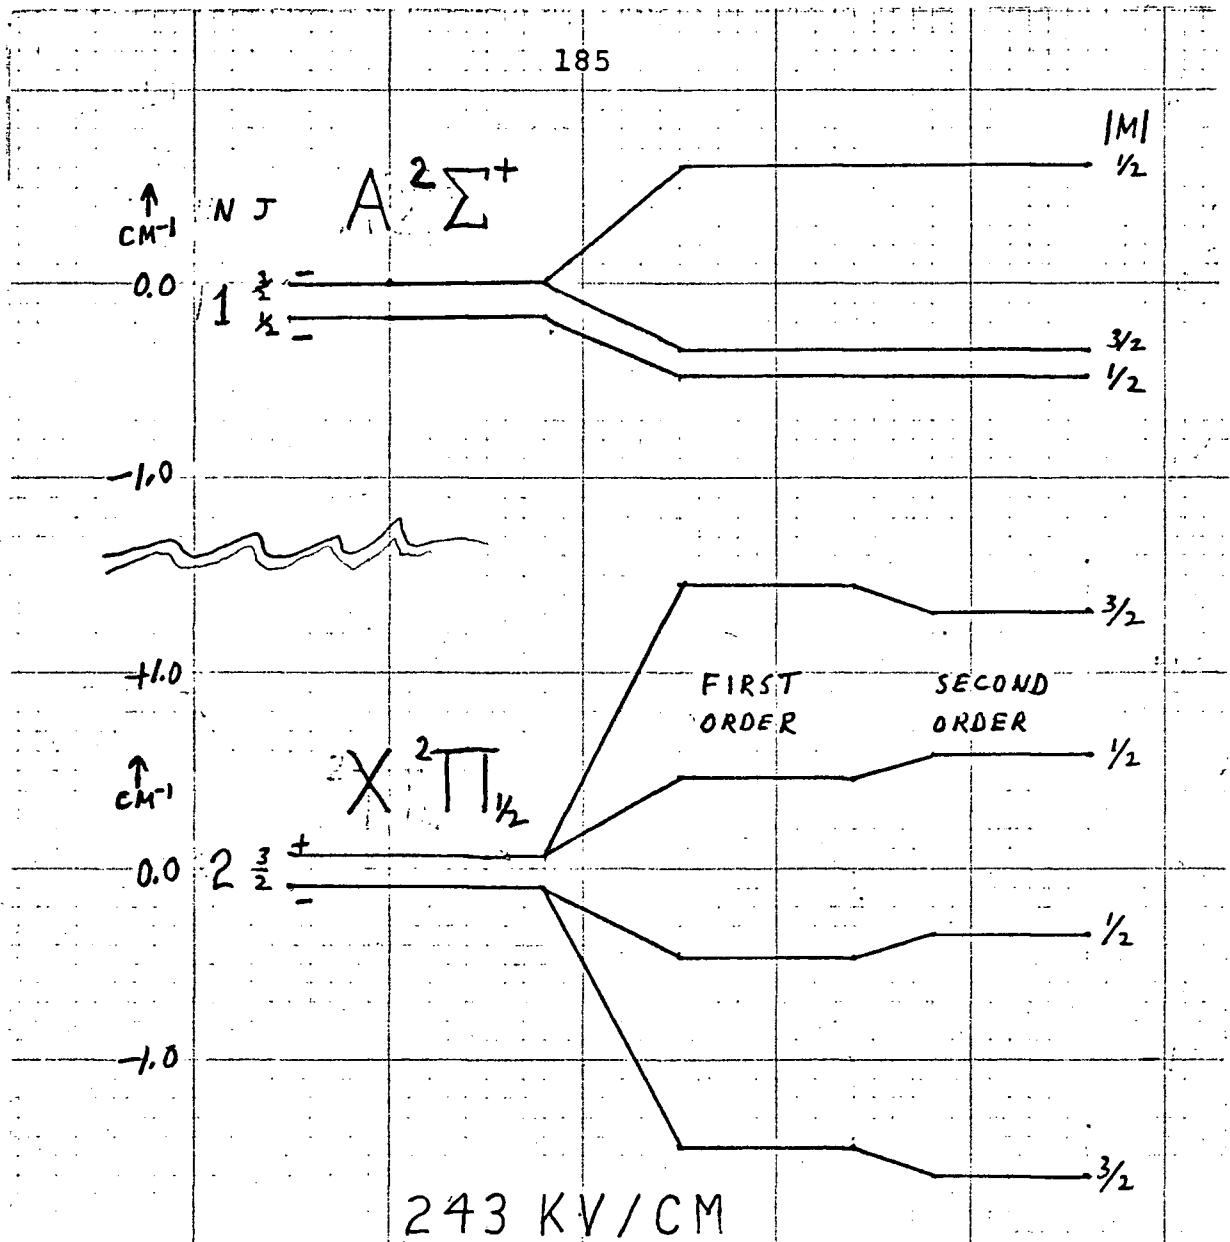 185
|M|
1/2
↑
CM⁻¹ N J A ²Σ⁺
0.0 1 3/2 −
1/2 −
3/2
1/2
−1.0
3/2
+1.0
FIRST SECOND
ORDER ORDER
↑
CM⁻¹ X ²Π1/2
1/2
+
0.0 2 3/2
−
1/2
−1.0
3/2
243 KV/CM